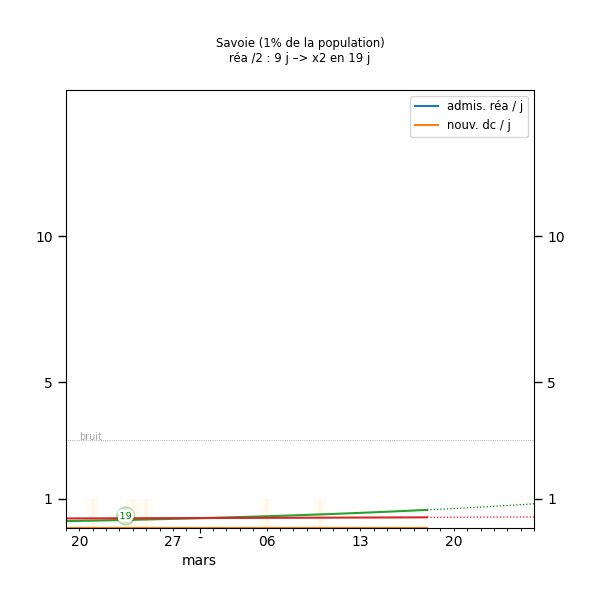 Savoie (1% de la population)
réa /2 : 9 j –> x2 en 19 j
admis. réa / j
nouv. dc / j
10 10
5 5
bruit
1 1
19
20 27 - 06 13 20
mars